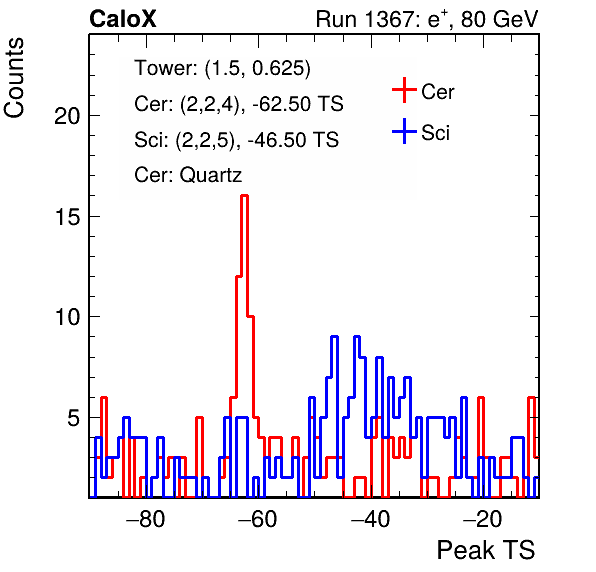 CaloX Run 1367: e⁺, 80 GeV
Counts
Tower: (1.5, 0.625)
Cer: (2,2,4), -62.50 TS
Sci: (2,2,5), -46.50 TS
Cer: Quartz
Cer
Sci
20
15
10
5
−80 −60 −40 −20
Peak TS